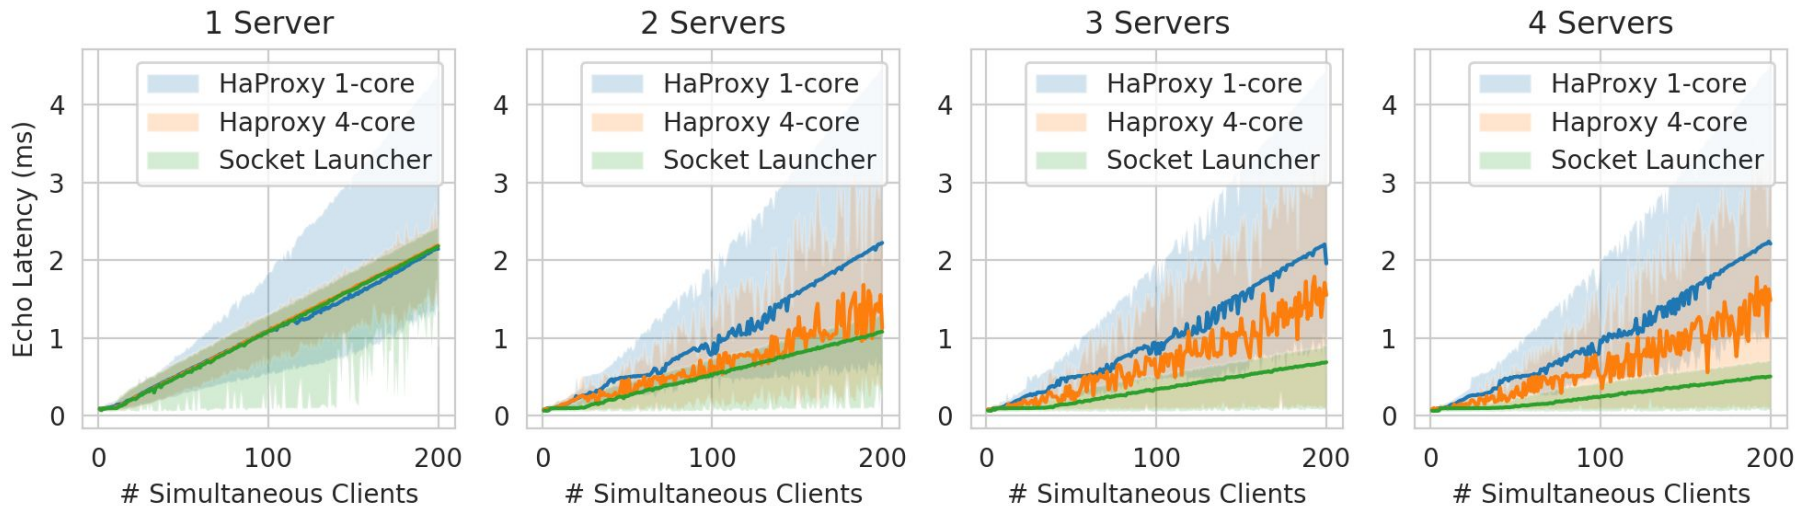 1 Server
2 Servers
3 Servers
4 Servers
Echo Latency (ms)
4
3
2
1
0
HaProxy 1-core
Haproxy 4-core
Socket Launcher
0
100
200
# Simultaneous Clients
4
3
2
1
0
HaProxy 1-core
Haproxy 4-core
Socket Launcher
0
100
200
# Simultaneous Clients
4
3
2
1
0
HaProxy 1-core
Haproxy 4-core
Socket Launcher
0
100
200
# Simultaneous Clients
4
3
2
1
0
HaProxy 1-core
Haproxy 4-core
Socket Launcher
0
100
200
# Simultaneous Clients